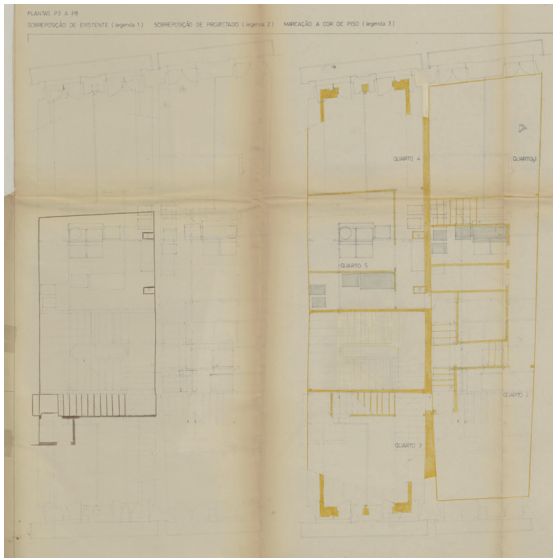 PLANTAS P3 A P8
SOBREPOSIÇÃO DE EXISTENTE ( legenda 1 ) SOBREPOSIÇÃO DE PROJECTADO ( legenda 2 ) MARCAÇÃO A COR DE PISO ( legenda 3 )
QUARTO 4
QUARTO
QUARTO 5
QUARTO
QUARTO 3